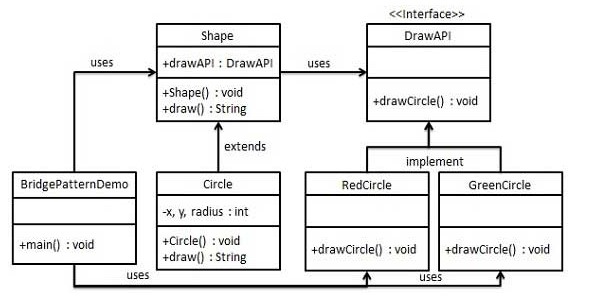 <<Interface>>
Shape
DrawAPI
uses
+drawAPI : DrawAPI
uses
+Shape() : void
+draw() : String
+drawCircle() : void
extends
implement
BridgePatternDemo
Circle
RedCircle
GreenCircle
-x, y, radius : int
+main() : void
+Circle() : void
+draw() : String
+drawCircle() : void
+drawCircle() : void
uses
uses